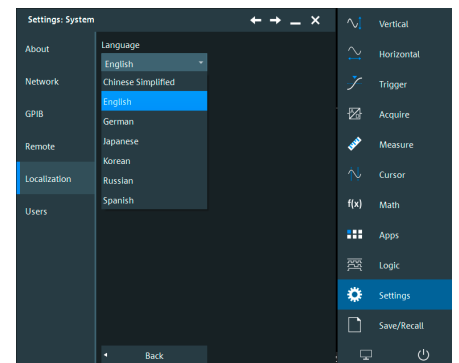 Settings: System
About
Network
GPIB
Remote
Localization
Users
Language
English
Chinese Simplified
English
German
Japanese
Korean
Russian
Spanish
Back
Vertical
Horizontal
Trigger
Acquire
Measure
Cursor
f(x) Math
Apps
Logic
Settings
Save/Recall